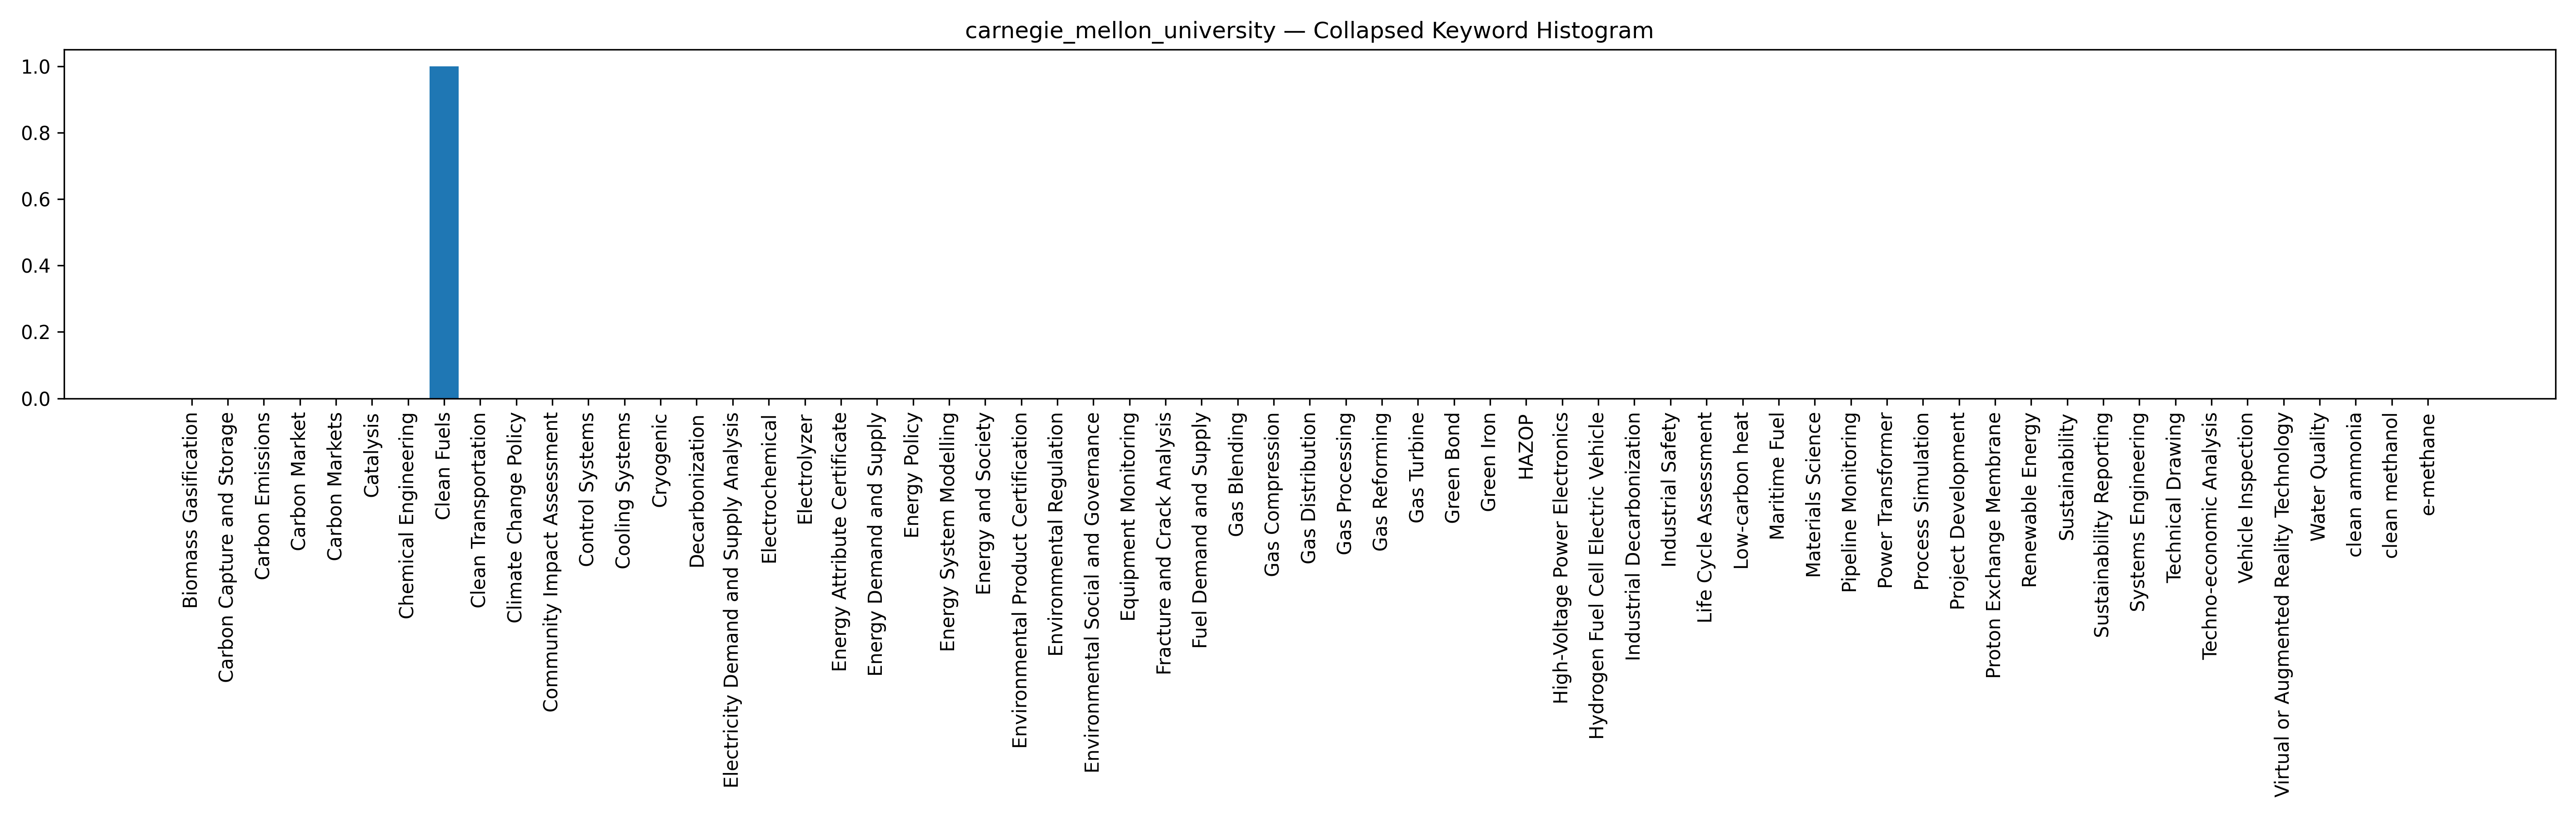 carnegie_mellon_university — Collapsed Keyword Histogram
1.0
0.8
0.6
0.4
0.2
0.0
Biomass Gasification
Carbon Capture and Storage
Carbon Emissions
Carbon Market
Carbon Markets
Catalysis
Chemical Engineering
Clean Fuels
Clean Transportation
Climate Change Policy
Community Impact Assessment
Control Systems
Cooling Systems
Cryogenic
Decarbonization
Electricity Demand and Supply Analysis
Electrochemical
Electrolyzer
Energy Attribute Certificate
Energy Demand and Supply
Energy Policy
Energy System Modelling
Energy and Society
Environmental Product Certification
Environmental Regulation
Environmental Social and Governance
Equipment Monitoring
Fracture and Crack Analysis
Fuel Demand and Supply
Gas Blending
Gas Compression
Gas Distribution
Gas Processing
Gas Reforming
Gas Turbine
Green Bond
Green Iron
HAZOP
High-Voltage Power Electronics
Hydrogen Fuel Cell Electric Vehicle
Industrial Decarbonization
Industrial Safety
Life Cycle Assessment
Low-carbon heat
Maritime Fuel
Materials Science
Pipeline Monitoring
Power Transformer
Process Simulation
Project Development
Proton Exchange Membrane
Renewable Energy
Sustainability
Sustainability Reporting
Systems Engineering
Technical Drawing
Techno-economic Analysis
Vehicle Inspection
Virtual or Augmented Reality Technology
Water Quality
clean ammonia
clean methanol
e-methane